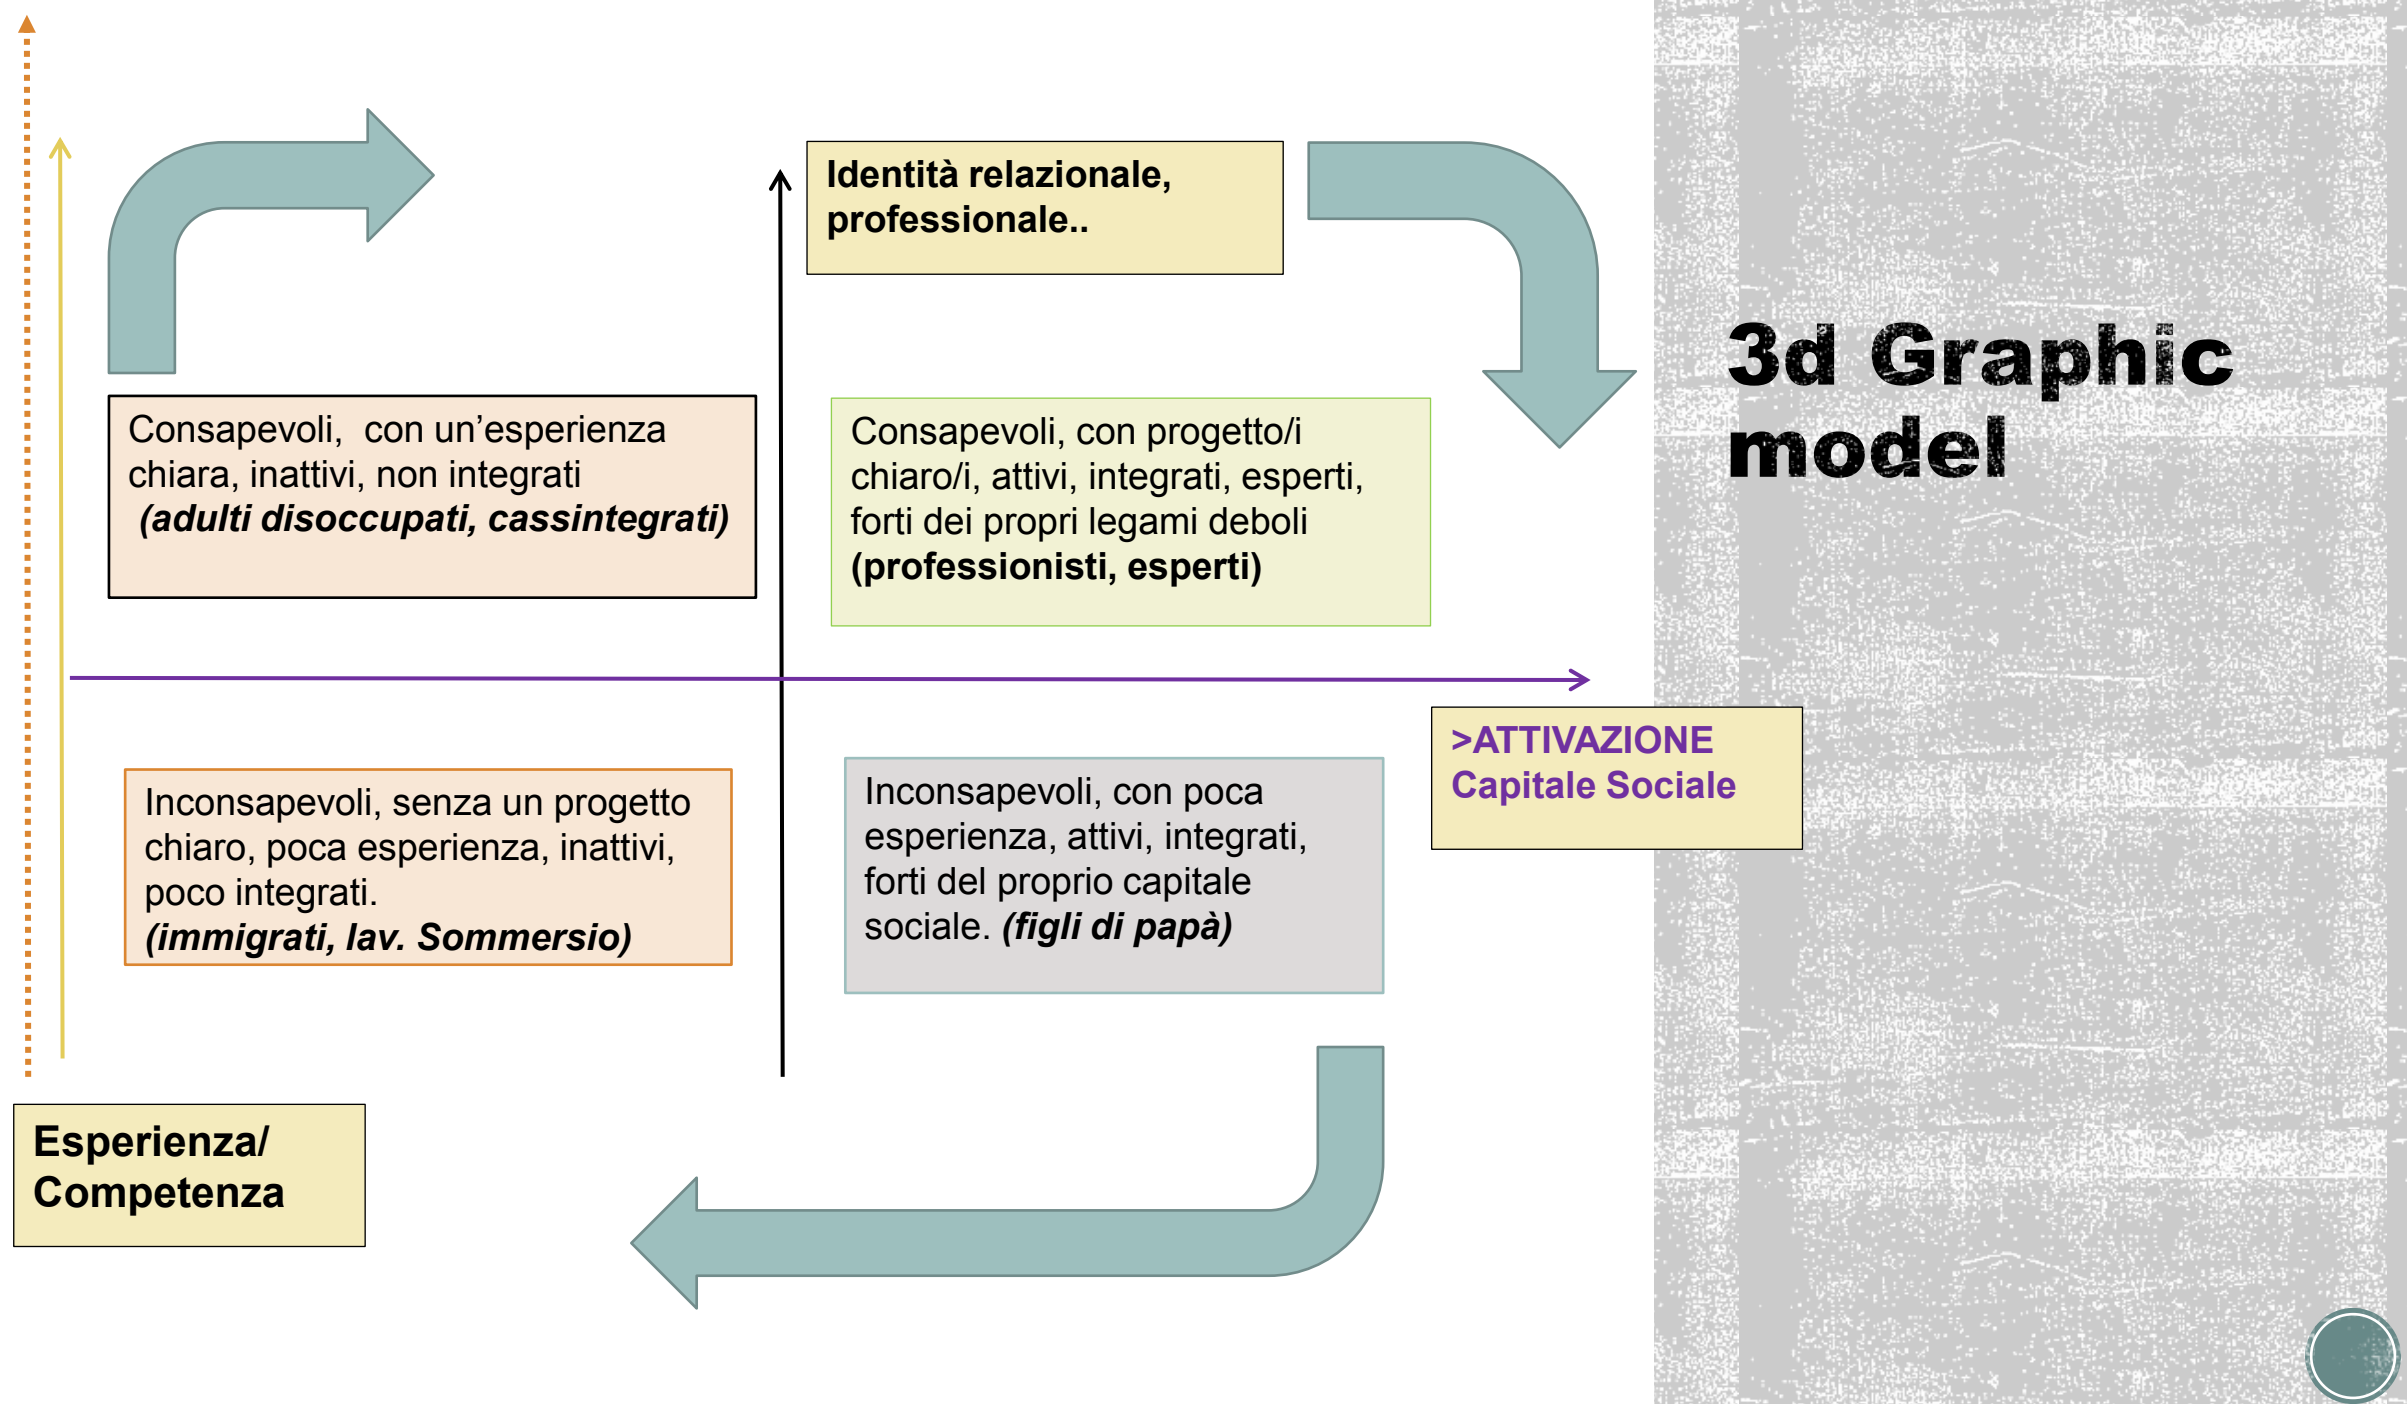 Identità relazionale,
professionale..
3d Graphic
model
Consapevoli,  con un’esperienza
chiara, inattivi, non integrati
(adulti disoccupati, cassintegrati)
Consapevoli, con progetto/i
chiaro/i, attivi, integrati, esperti,
forti dei propri legami deboli
(professionisti, esperti)
>ATTIVAZIONE
Capitale Sociale
Inconsapevoli, senza un progetto
chiaro, poca esperienza, inattivi,
poco integrati.
(immigrati, lav. Sommersio)
Inconsapevoli, con poca
esperienza, attivi, integrati,
forti del proprio capitale
sociale. (figli di papà)
Esperienza/
Competenza